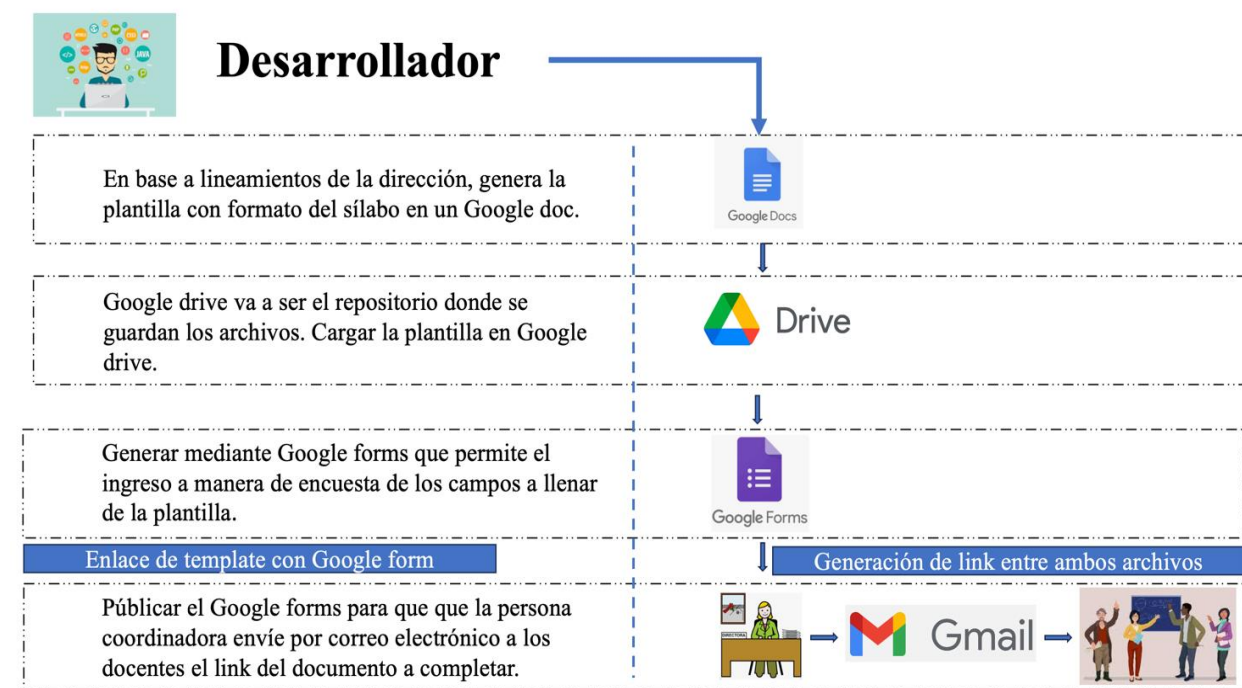 Desarrollador
En base a lineamientos de la dirección, genera la
plantilla con formato del sílabo en un Google doc.
Google Docs
Google drive va a ser el repositorio donde se
guardan los archivos. Cargar la plantilla en Google
drive.
Drive
Generar mediante Google forms que permite el
ingreso a manera de encuesta de los campos a llenar
de la plantilla.
Google Forms
Enlace de template con Google form
Generación de link entre ambos archivos
Públicar el Google forms para que que la persona
coordinadora envíe por correo electrónico a los
docentes el link del documento a completar.
DIRECTORA
Gmail